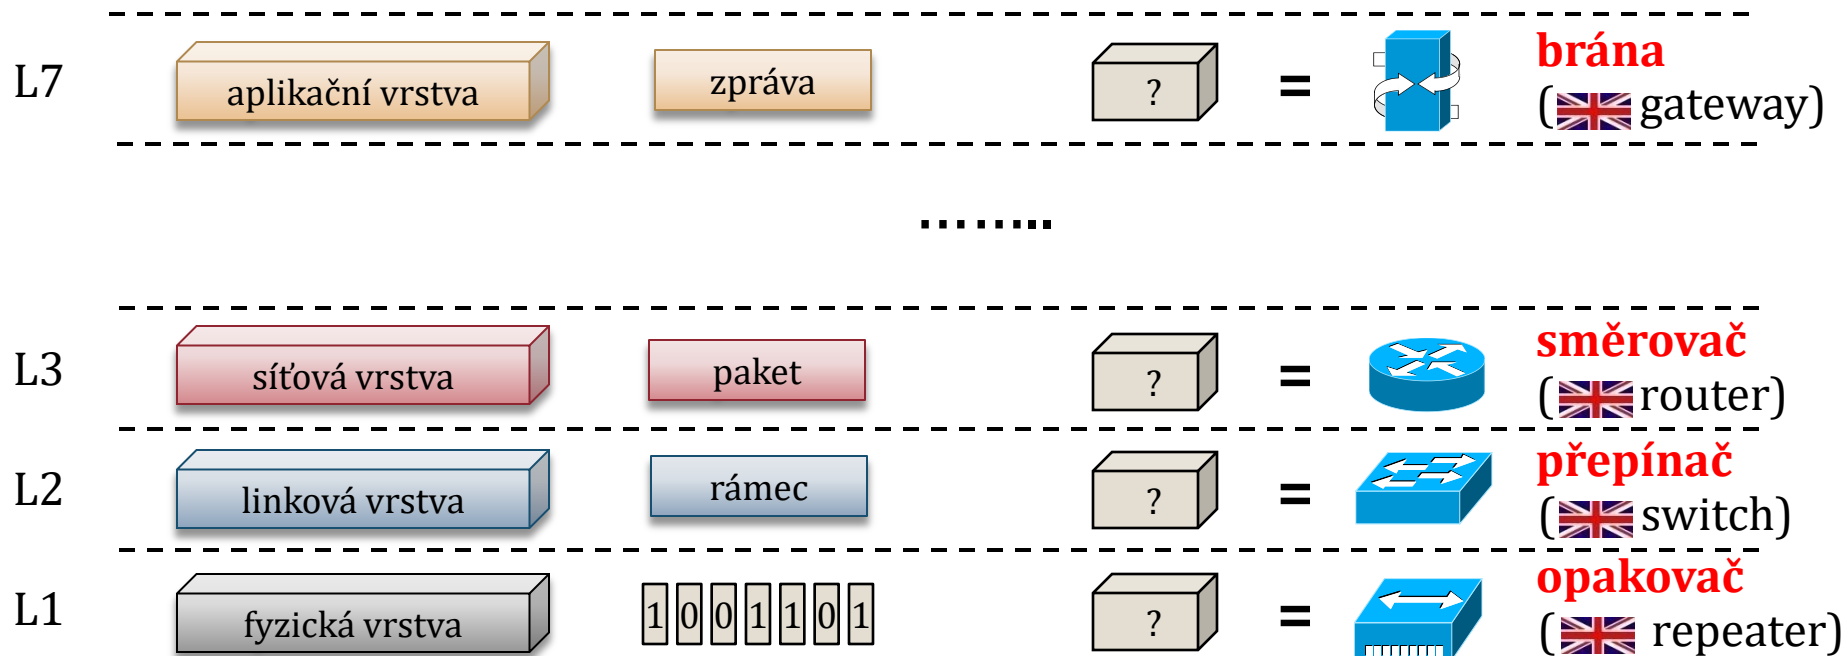 L7
aplikační vrstva
zpráva
?
=
brána
(gateway)
........
L3
síťová vrstva
paket
?
=
směrovač
(router)
L2
linková vrstva
rámec
?
=
přepínač
(switch)
L1
fyzická vrstva
1 0 0 1 1 0 1
?
=
opakovač
( repeater)